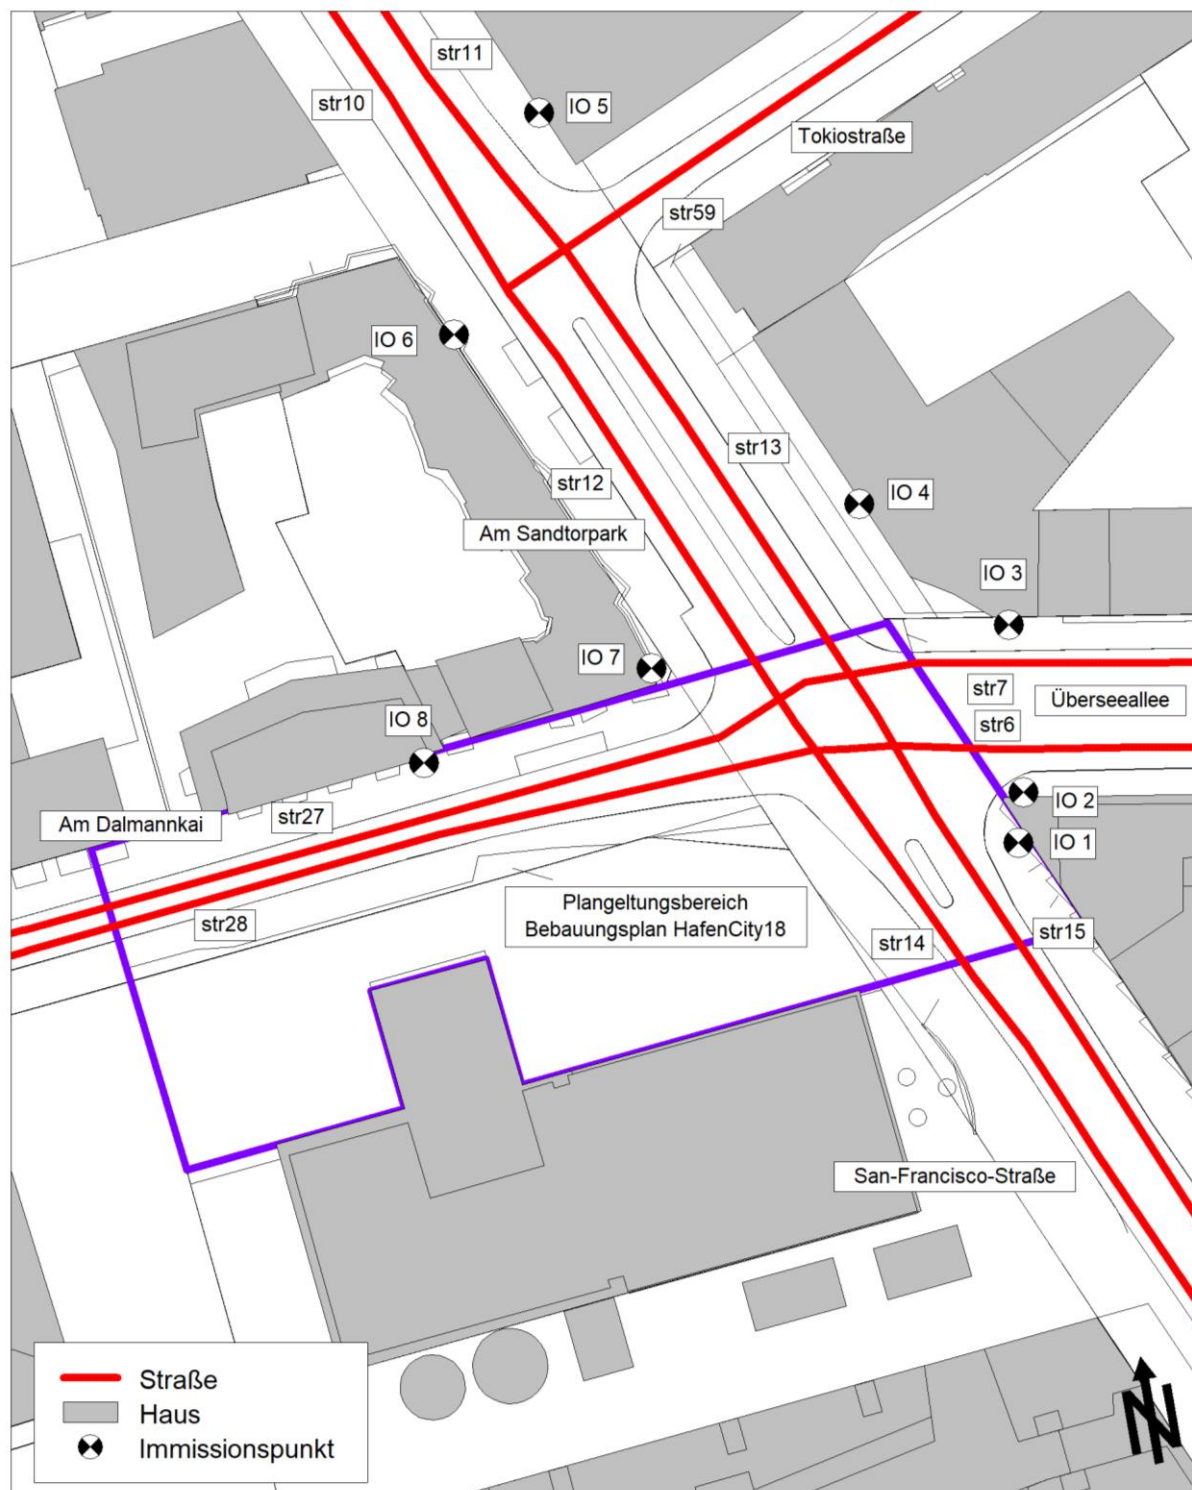 str11
str10
IO 5
Tokiostraße
str59
IO 6
str13
str12
IO 4
Am Sandtorpark
IO 3
IO 7
str7
Überseeallee
IO 8
str6
IO 2
str27
Am Dalmannkai
IO 1
Plangeltungsbereich
Bebauungsplan HafenCity18
str28
str15
str14
San-Francisco-Straße
Straße
Haus
Immissionspunkt
N